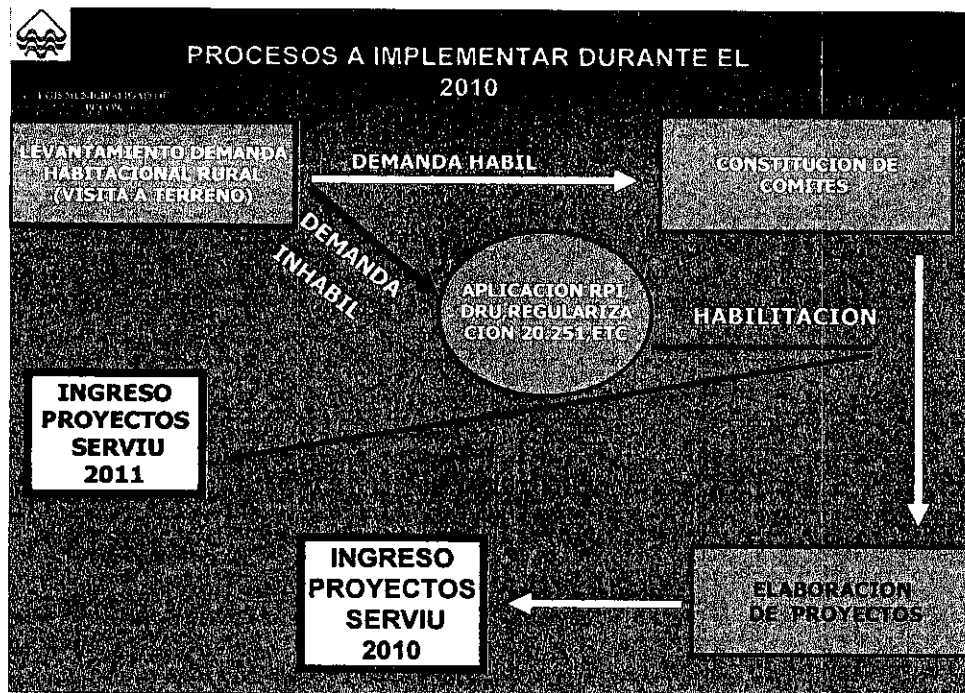 PROCESOS A IMPLEMENTAR DURANTE EL
2010
LEVANTAMIENTO DEMANDA
HABITACIONAL RURAL
(VISITA A TERRENO)
DEMANDA HABIL
CONSTITUCION DE
COMITES
DEMANDA
INHABIL
APLICACION RPI
DRU REGULARIZA
CION 20.251,ETC
HABILITACION
INGRESO
PROYECTOS
SERVIU
2011
INGRESO
PROYECTOS
SERVIU
2010
ELABORACION
DE PROYECTOS